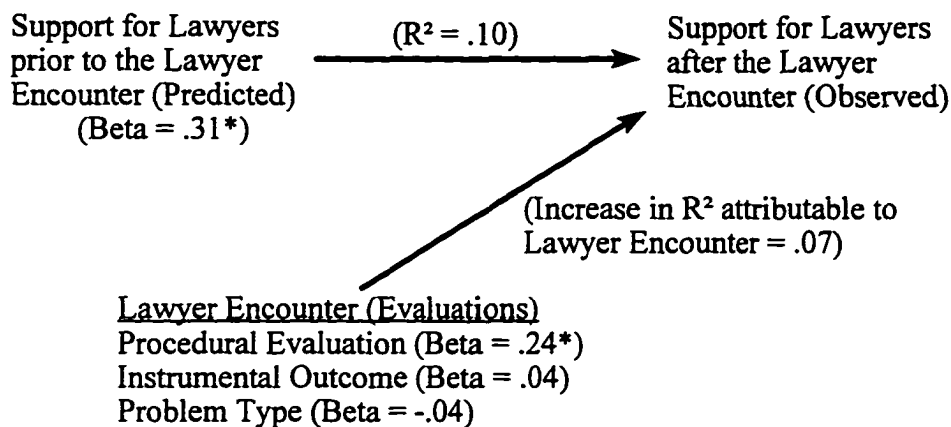 Support for Lawyers
prior to the Lawyer
Encounter (Predicted)
(Beta = .31*)
(R² = .10)
Support for Lawyers
after the Lawyer
Encounter (Observed)
(Increase in R² attributable to
Lawyer Encounter = .07)
Lawyer Encounter (Evaluations)
Procedural Evaluation (Beta = .24*)
Instrumental Outcome (Beta = .04)
Problem Type (Beta = -.04)